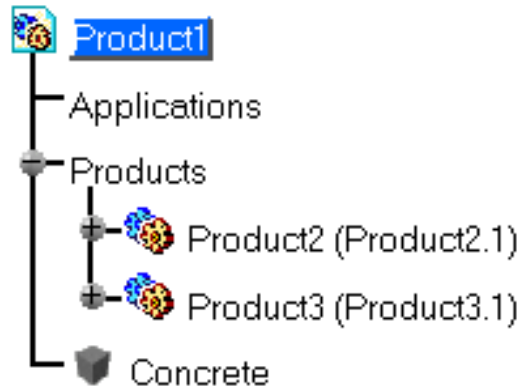 Product1
Applications
Products
Product2 (Product2.1)
Product3 (Product3.1)
Concrete